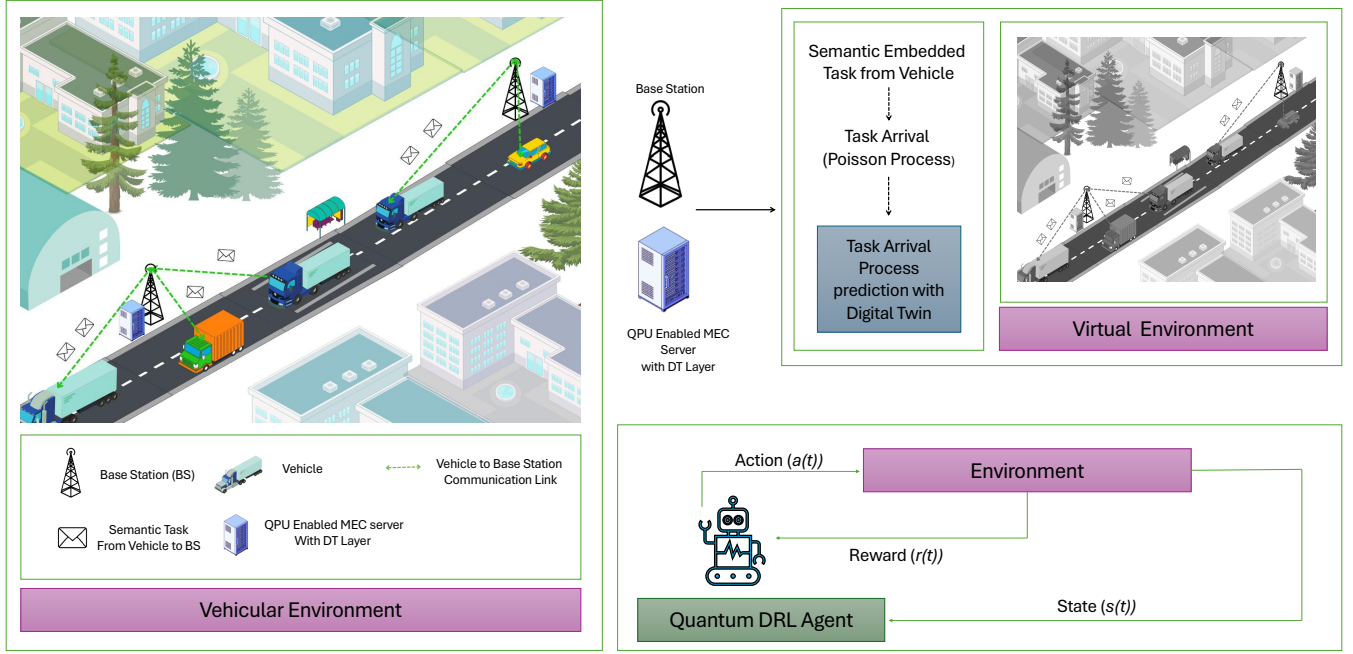 Base Station (BS)
Vehicle
Vehicle to Base Station
Communication Link
Semantic Task
From Vehicle to BS
QPU Enabled MEC server
With DT Layer
Vehicular Environment
Base Station
QPU Enabled MEC
Server
with DT Layer
Semantic Embedded
Task from Vehicle
Task Arrival
(Poisson Process)
Task Arrival
Process
prediction with
Digital Twin
Virtual Environment
Action (a(t))
Environment
Reward (r(t))
State (s(t))
Quantum DRL Agent